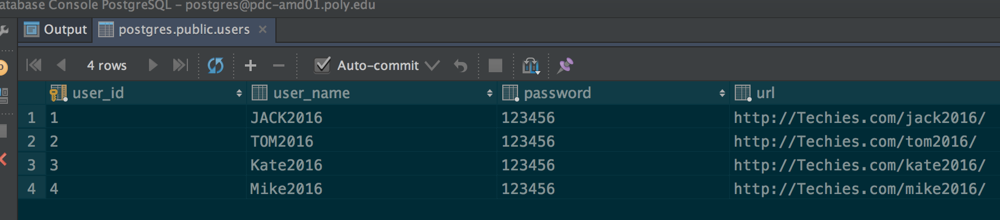 atabase Console PostgreSQL – postgres@pdc-amd01.poly.edu
Output postgres.public.users
4 rows Auto-commit
user_id user_name password url
1 1 JACK2016 123456 http://Techies.com/jack2016/
2 2 TOM2016 123456 http://Techies.com/tom2016/
3 3 Kate2016 123456 http://Techies.com/kate2016/
4 4 Mike2016 123456 http://Techies.com/mike2016/